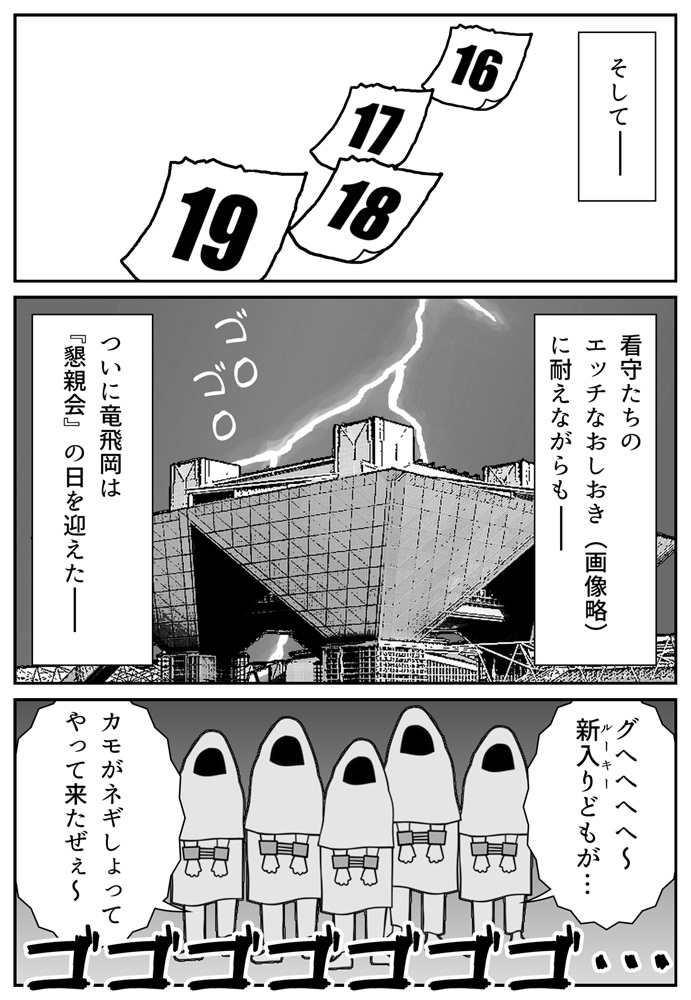 そして――
16
17
18
19
看守たちの
エッチなおしおき（画像略）
に耐えながらも――
ゴゴ
ついに竜飛岡は
『懇親会』の日を迎えた――
グヘヘヘヘ〜
新入りどもが…
ルーキー
カモがネギしょって
やって来たぜぇ〜
ゴゴゴゴゴゴゴ…